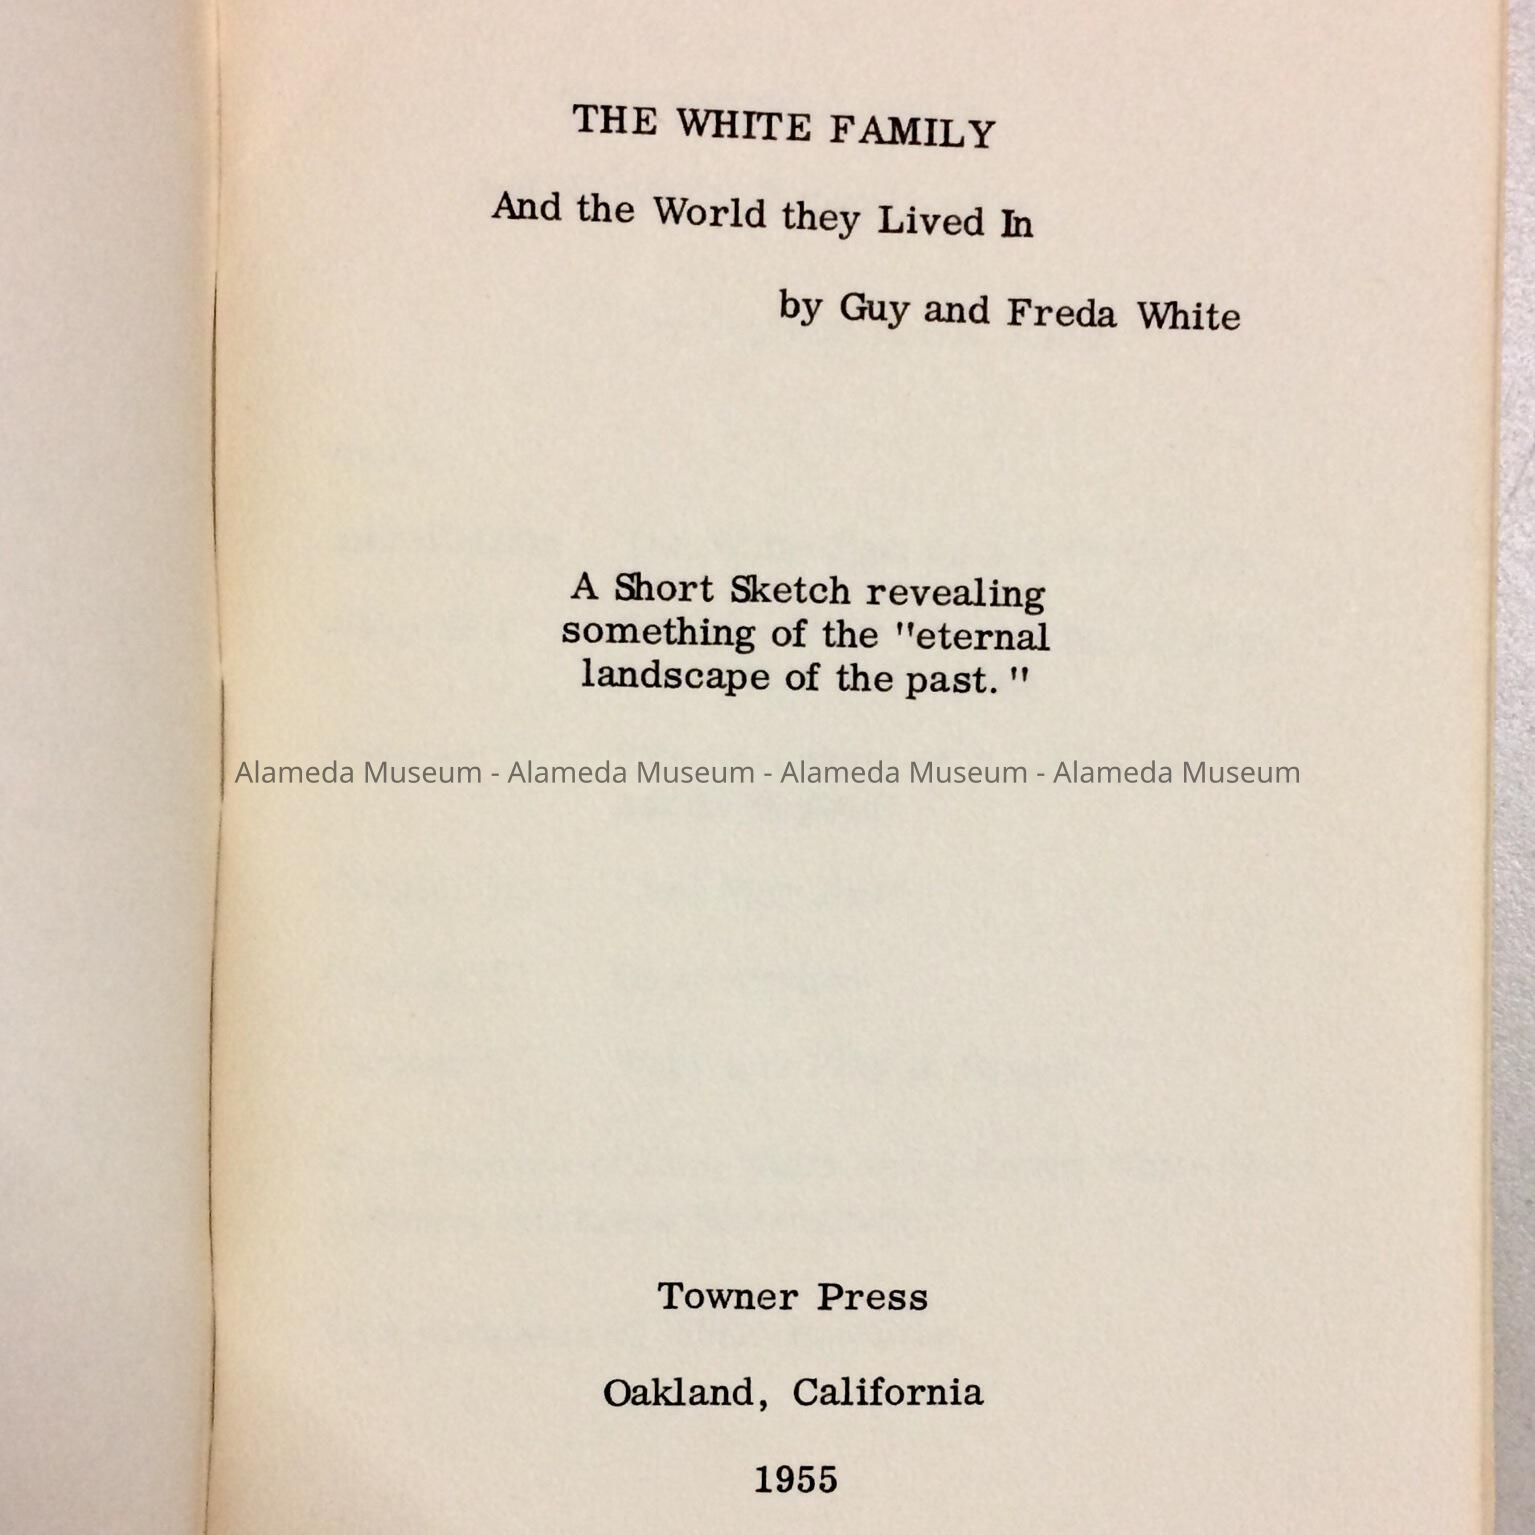 THE WHITE FAMILY
And the World they Lived In
by Guy and Freda White
A Short Sketch revealing
something of the "eternal
landscape of the past. "
Alameda Museum - Alameda Museum - Alameda Museum - Alameda Museum
Towner Press
Oakland, California
1955